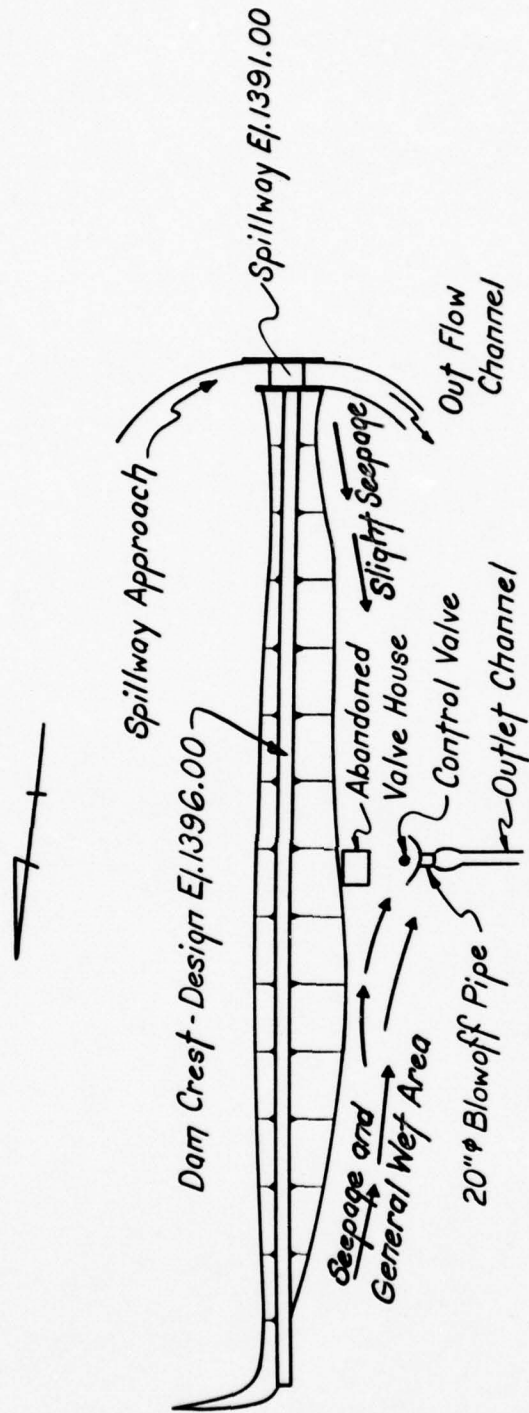 Spillway El. 1391.00
Spillway Approach
Dam Crest - Design El. 1396.00
Out Flow
Channel
Slight Seepage
Abandoned
Valve House
Control Valve
Outlet Channel
Seepage and
General Wet Area
20"φ Blowoff Pipe